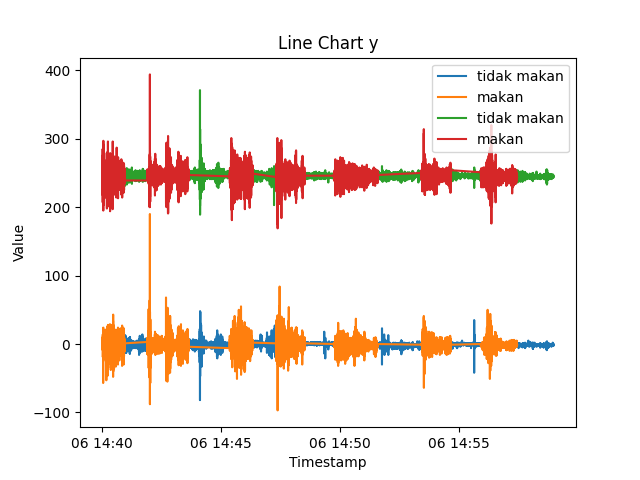 Line Chart y
tidak makan
makan
tidak makan
makan
Value
400
300
200
100
0
−100
06 14:40
06 14:45
06 14:50
06 14:55
Timestamp